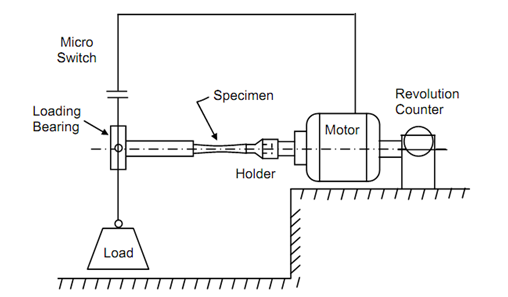 Micro
Switch
Loading
Bearing
Specimen
Holder
Motor
Revolution
Counter
Load